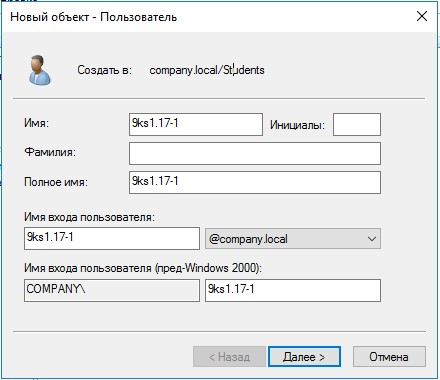 Новый объект - Пользователь
Создать в: company.local/Students
Имя: 9ks1.17-1 Инициалы:
Фамилия:
Полное имя: 9ks1.17-1
Имя входа пользователя:
9ks1.17-1 @company.local
Имя входа пользователя (пред-Windows 2000):
COMPANY\ 9ks1.17-1
< Назад Далее > Отмена